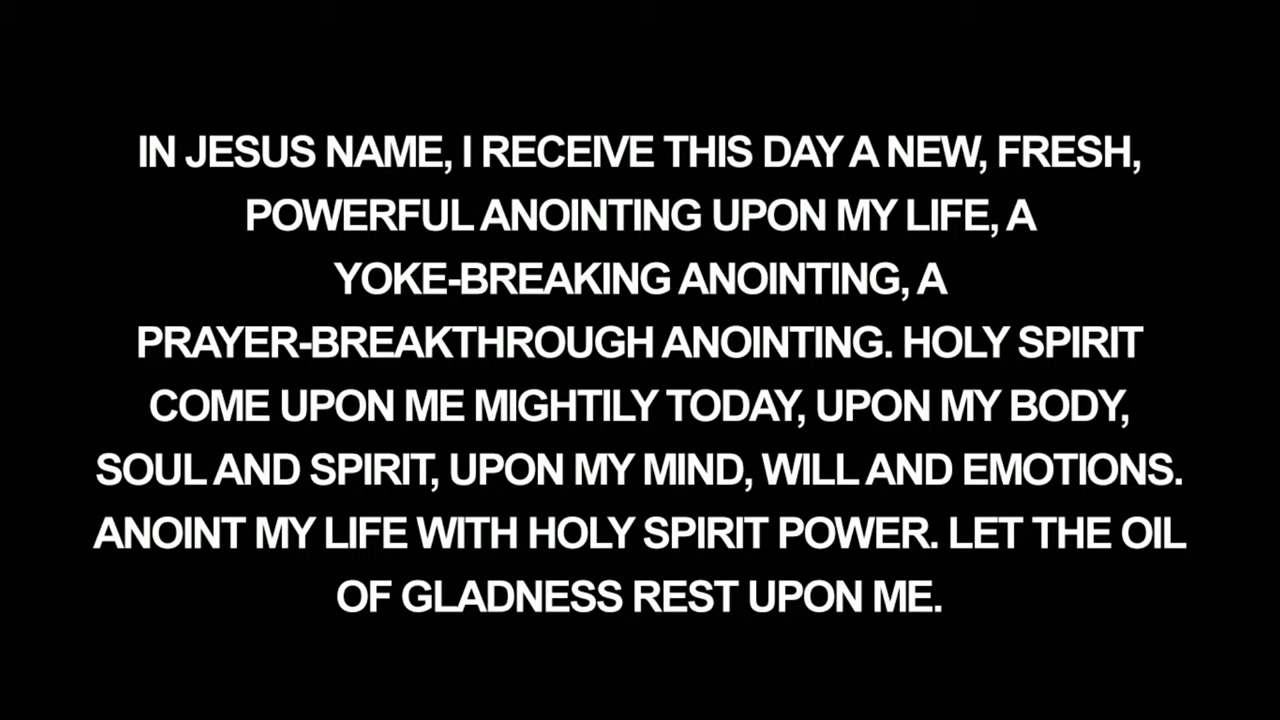 IN JESUS NAME, I RECEIVE THIS DAY A NEW, FRESH,
POWERFUL ANOINTING UPON MY LIFE, A
YOKE-BREAKING ANOINTING, A
PRAYER-BREAKTHROUGH ANOINTING. HOLY SPIRIT
COME UPON ME MIGHTILY TODAY, UPON MY BODY,
SOUL AND SPIRIT, UPON MY MIND, WILL AND EMOTIONS.
ANOINT MY LIFE WITH HOLY SPIRIT POWER. LET THE OIL
OF GLADNESS REST UPON ME.